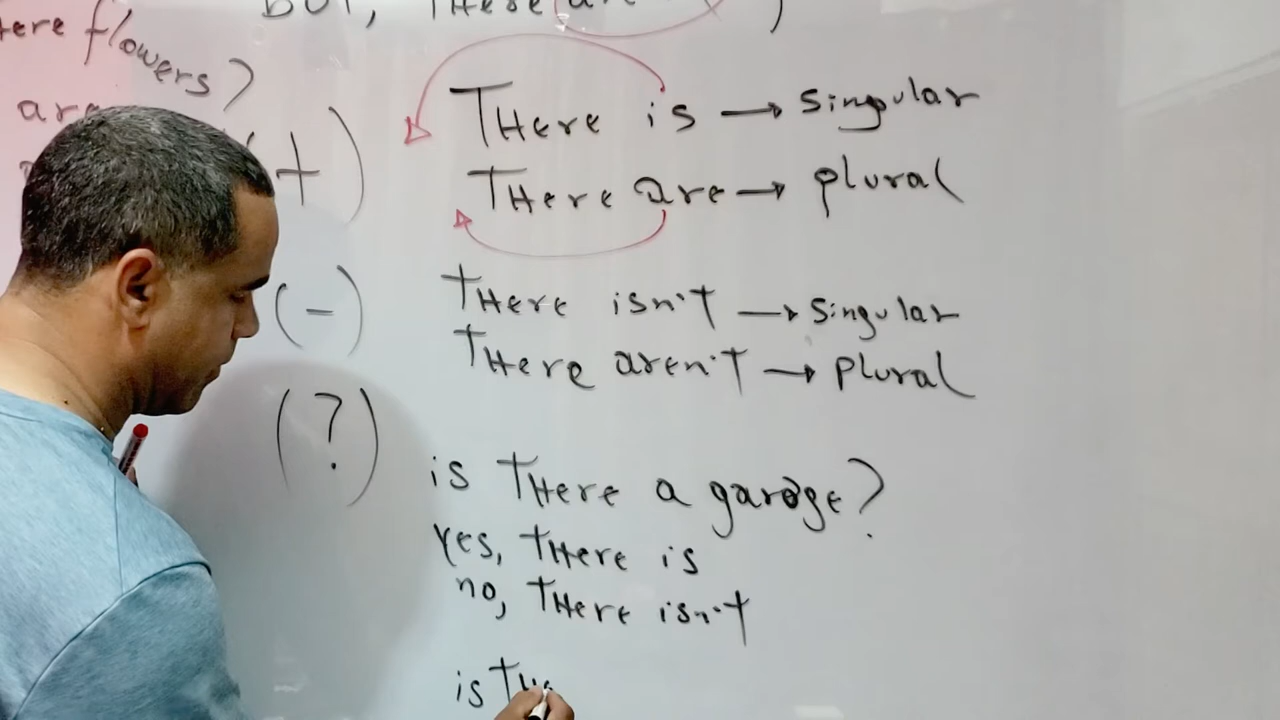 But, There are
ere flowers?
are
(+) There is → singular
There are → plural
(-) There isn't → singular
There aren't → plural
(?) is there a garage?
yes, there is
no, there isn't
is the